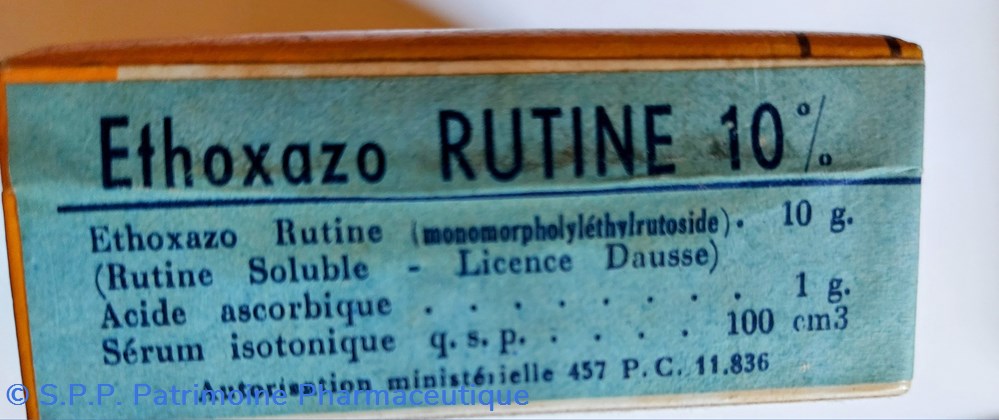 Ethoxazo RUTINE 10%
Ethoxazo Rutine (monomorpholyléthylrutoside). 10 g.
(Rutine Soluble - Licence Dausse)
Acide ascorbique . . . . . . . . 1 g.
Sérum isotonique q.s.p. . . . . 100 cm3
Autorisation ministérielle 457 P.C. 11.836
© S.P.P. Patrimoine Pharmaceutique